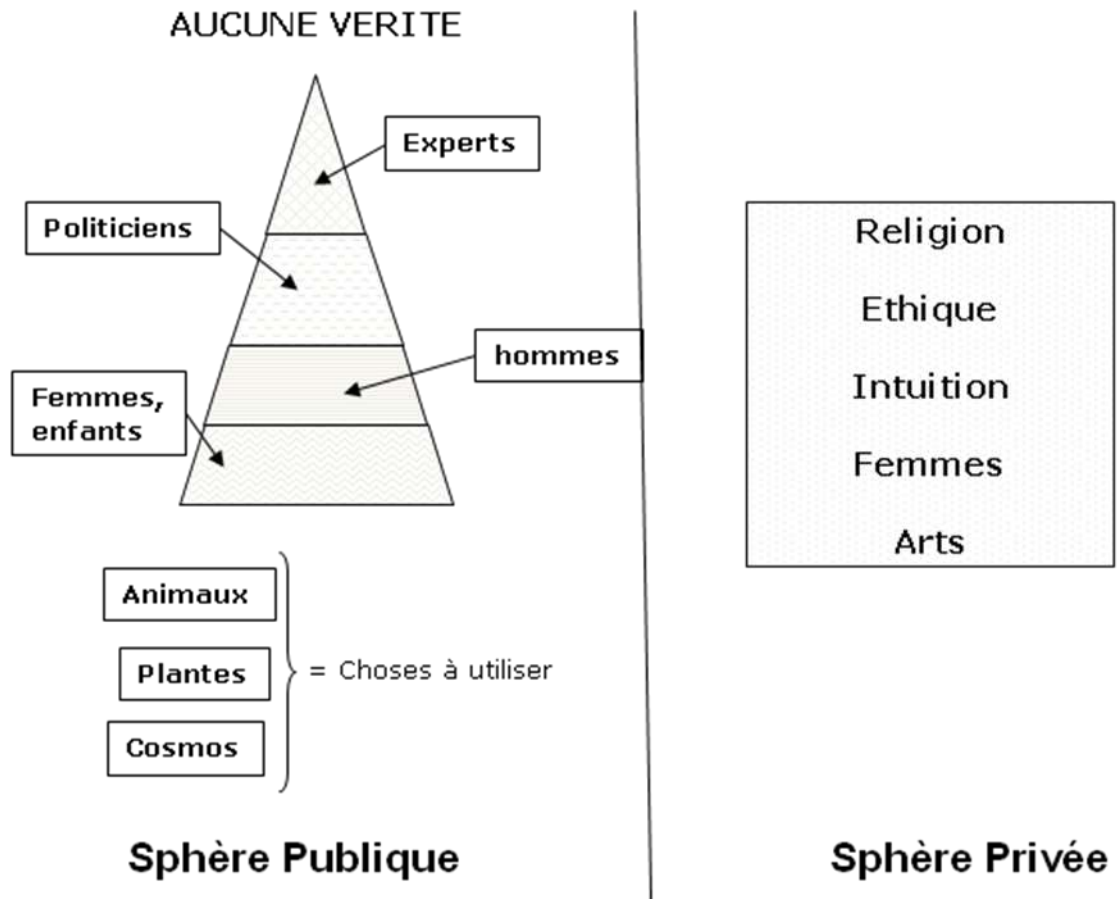 AUCUNE VERITE
Experts
Politiciens
hommes
Femmes,
enfants
Animaux
Plantes
Cosmos
= Choses à utiliser
Sphère Publique
Religion
Ethique
Intuition
Femmes
Arts
Sphère Privée